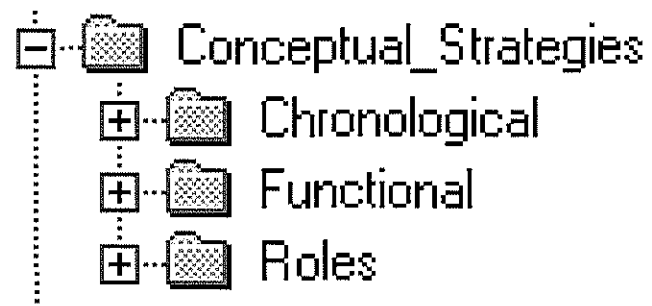 Conceptual_Strategies
Chronological
Functional
Roles